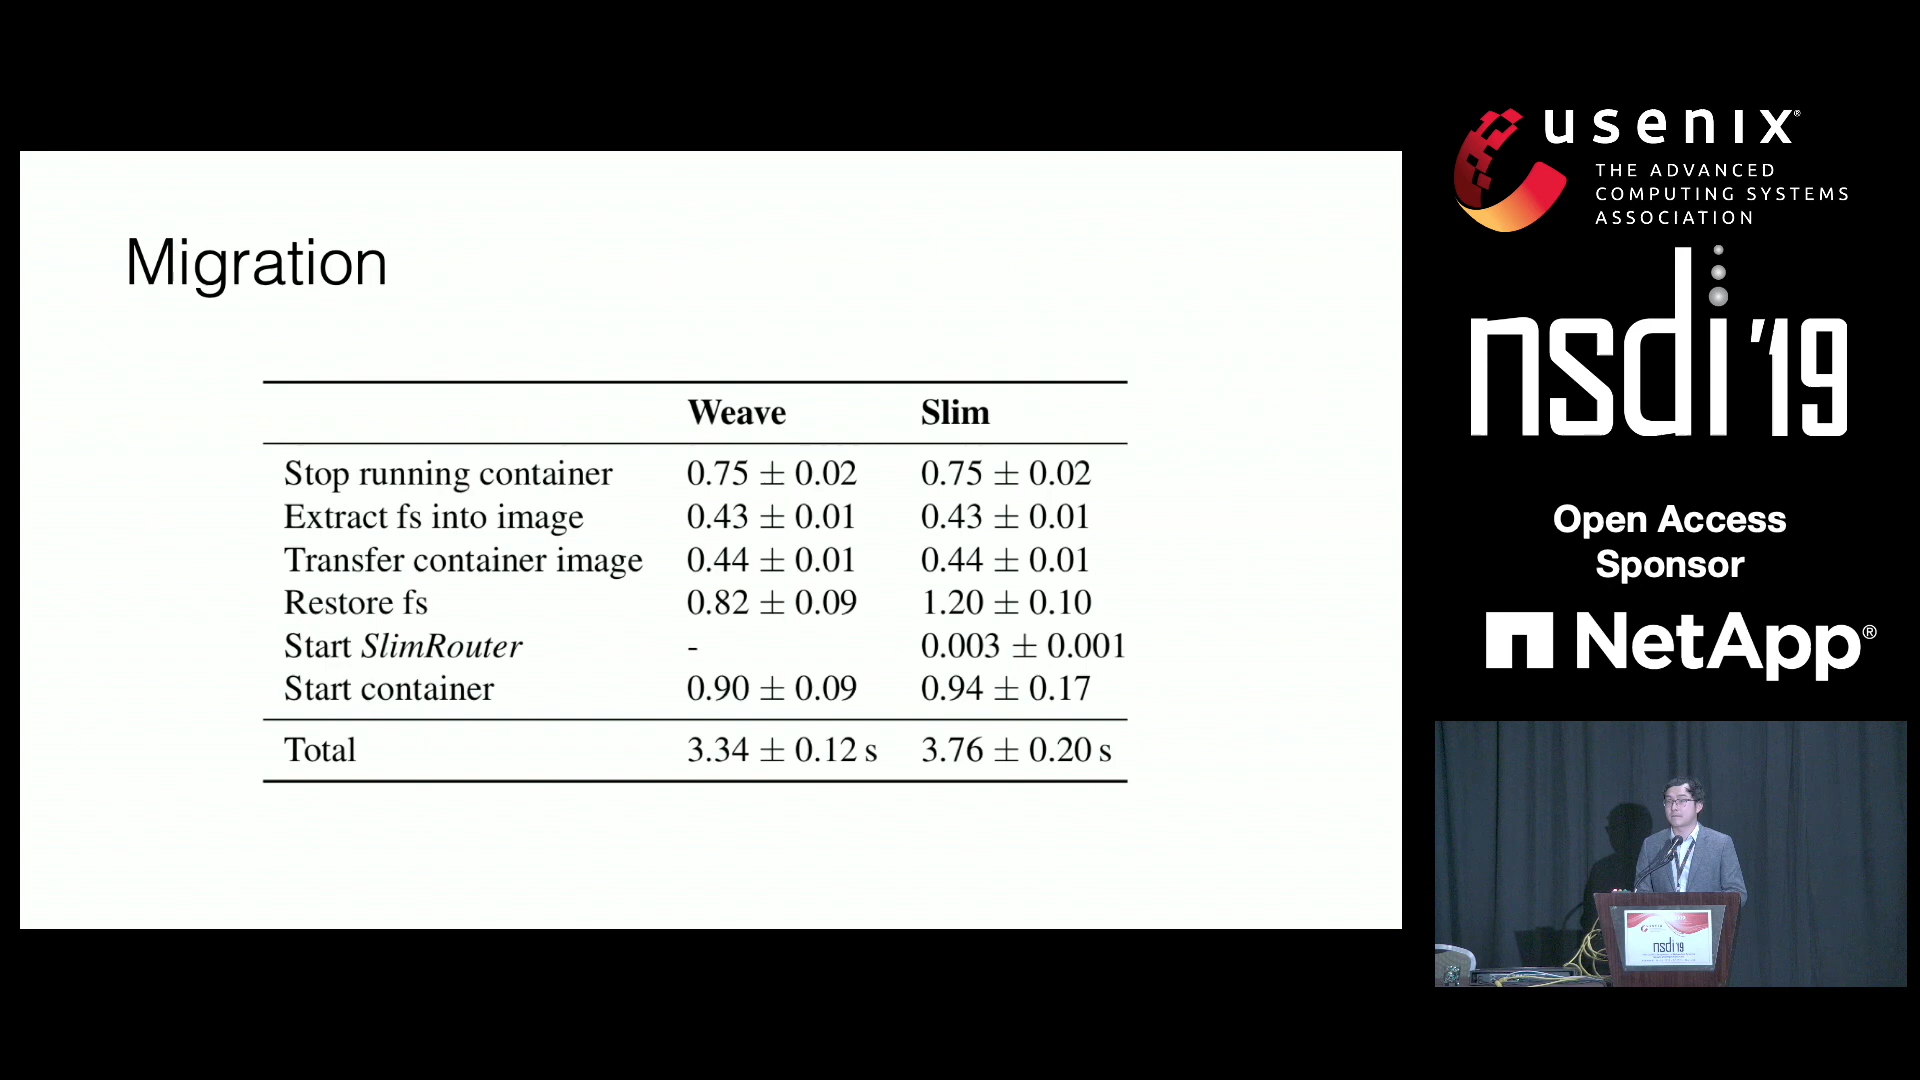 Migration
Weave Slim
Stop running container 0.75 ± 0.02 0.75 ± 0.02
Extract fs into image 0.43 ± 0.01 0.43 ± 0.01
Transfer container image 0.44 ± 0.01 0.44 ± 0.01
Restore fs 0.82 ± 0.09 1.20 ± 0.10
Start SlimRouter - 0.003 ± 0.001
Start container 0.90 ± 0.09 0.94 ± 0.17
Total 3.34 ± 0.12 s 3.76 ± 0.20 s
usenix®
THE ADVANCED
COMPUTING SYSTEMS
ASSOCIATION
nsdi '19
Open Access
Sponsor
NetApp®
nsdi '19